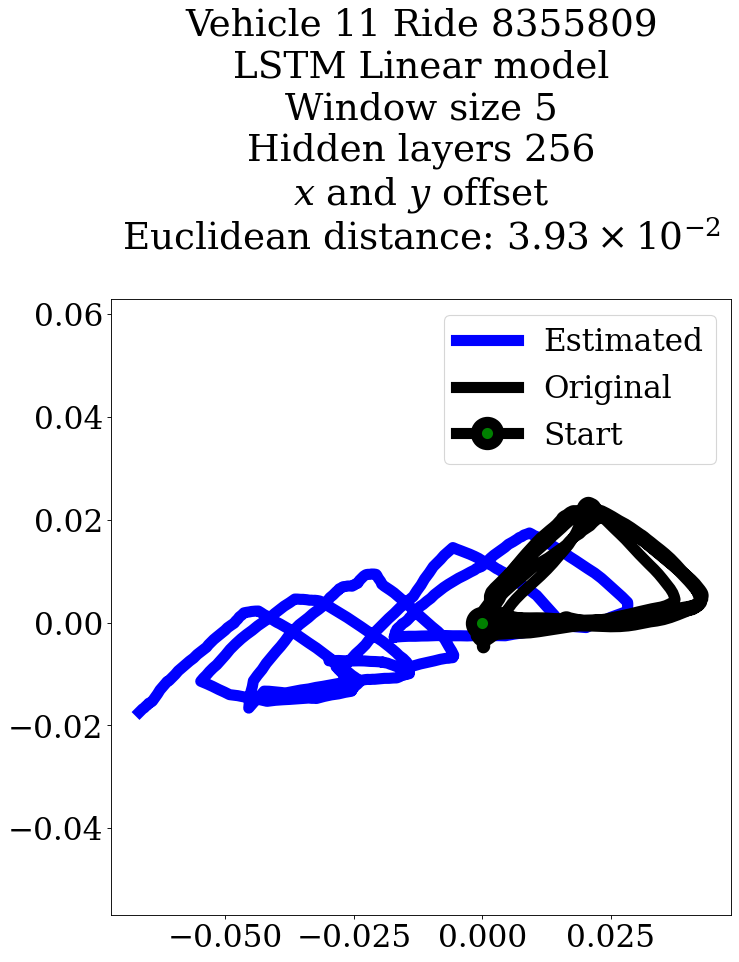 Vehicle 11 Ride 8355809
LSTM Linear model
Window size 5
Hidden layers 256
x and y offset
Euclidean distance: 3.93 × 10⁻²
Estimated
Original
Start
0.06
0.04
0.02
0.00
−0.02
−0.04
−0.050 −0.025 0.000 0.025